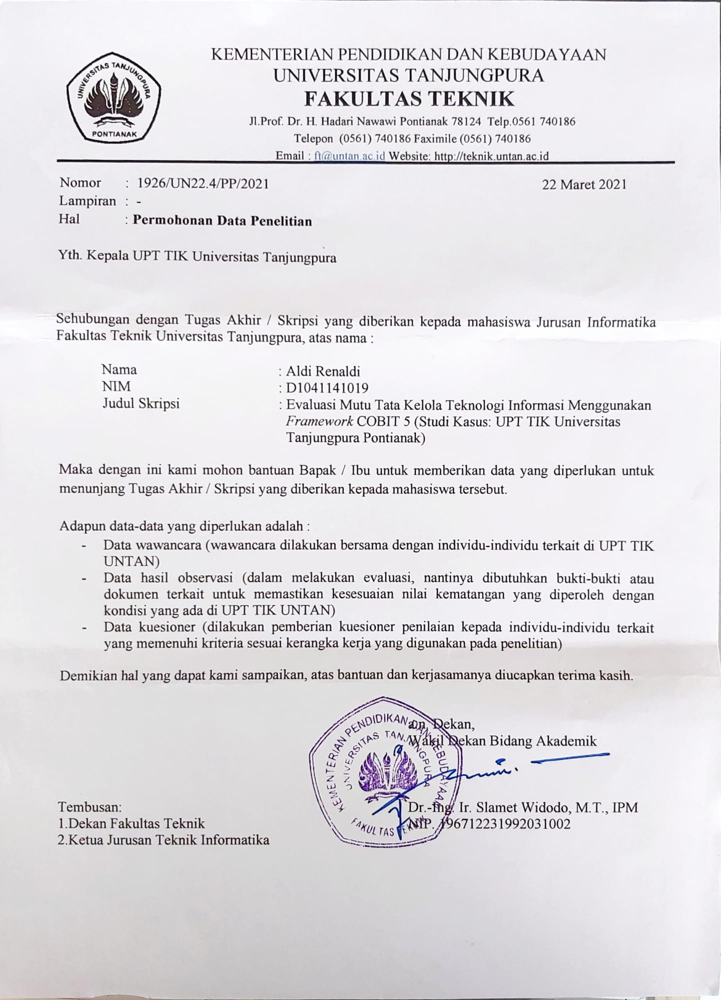 UNIVERSITAS TANJUNGPURA
PONTIANAK
KEMENTERIAN PENDIDIKAN DAN KEBUDAYAAN
UNIVERSITAS TANJUNGPURA
FAKULTAS TEKNIK
Jl.Prof. Dr. H. Hadari Nawawi Pontianak 78124 Telp.0561 740186
Telepon (0561) 740186 Faximile (0561) 740186
Email : ft@untan.ac.id Website: http://teknik.untan.ac.id
Nomor : 1926/UN22.4/PP/2021 22 Maret 2021
Lampiran : -
Hal : Permohonan Data Penelitian
Yth. Kepala UPT TIK Universitas Tanjungpura
Sehubungan dengan Tugas Akhir / Skripsi yang diberikan kepada mahasiswa Jurusan Informatika
Fakultas Teknik Universitas Tanjungpura, atas nama :
Nama : Aldi Renaldi
NIM : D1041141019
Judul Skripsi : Evaluasi Mutu Tata Kelola Teknologi Informasi Menggunakan
Framework COBIT 5 (Studi Kasus: UPT TIK Universitas
Tanjungpura Pontianak)
Maka dengan ini kami mohon bantuan Bapak / Ibu untuk memberikan data yang diperlukan untuk
menunjang Tugas Akhir / Skripsi yang diberikan kepada mahasiswa tersebut.
Adapun data-data yang diperlukan adalah :
- Data wawancara (wawancara dilakukan bersama dengan individu-individu terkait di UPT TIK
UNTAN)
- Data hasil observasi (dalam melakukan evaluasi, nantinya dibutuhkan bukti-bukti atau
dokumen terkait untuk memastikan kesesuaian nilai kematangan yang diperoleh dengan
kondisi yang ada di UPT TIK UNTAN)
- Data kuesioner (dilakukan pemberian kuesioner penilaian kepada individu-individu terkait
yang memenuhi kriteria sesuai kerangka kerja yang digunakan pada penelitian)
Demikian hal yang dapat kami sampaikan, atas bantuan dan kerjasamanya diucapkan terima kasih.
an. Dekan,
Wakil Dekan Bidang Akademik
KEMENTERIAN PENDIDIKAN DAN KEBUDAYAAN
UNIVERSITAS TANJUNGPURA
FAKULTAS TEKNIK
Dr.-Ing. Ir. Slamet Widodo, M.T., IPM
NIP. 196712231992031002
Tembusan:
1.Dekan Fakultas Teknik
2.Ketua Jurusan Teknik Informatika